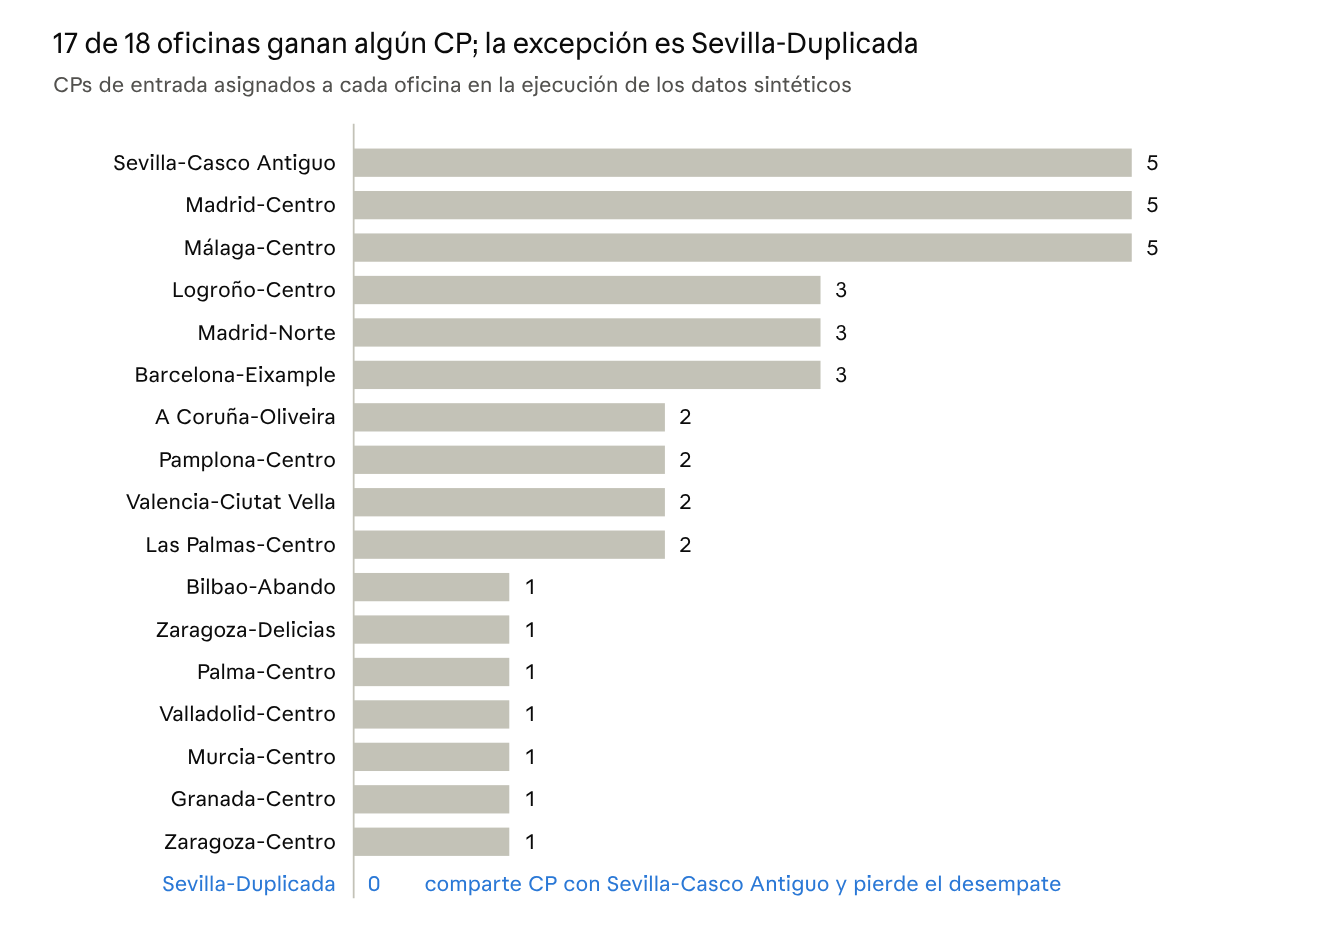 17 de 18 oficinas ganan algún CP; la excepción es Sevilla-Duplicada
CPs de entrada asignados a cada oficina en la ejecución de los datos sintéticos
Sevilla-Casco Antiguo 5
Madrid-Centro 5
Málaga-Centro 5
Logroño-Centro 3
Madrid-Norte 3
Barcelona-Eixample 3
A Coruña-Oliveira 2
Pamplona-Centro 2
Valencia-Ciutat Vella 2
Las Palmas-Centro 2
Bilbao-Abando 1
Zaragoza-Delicias 1
Palma-Centro 1
Valladolid-Centro 1
Murcia-Centro 1
Granada-Centro 1
Zaragoza-Centro 1
Sevilla-Duplicada 0 comparte CP con Sevilla-Casco Antiguo y pierde el desempate